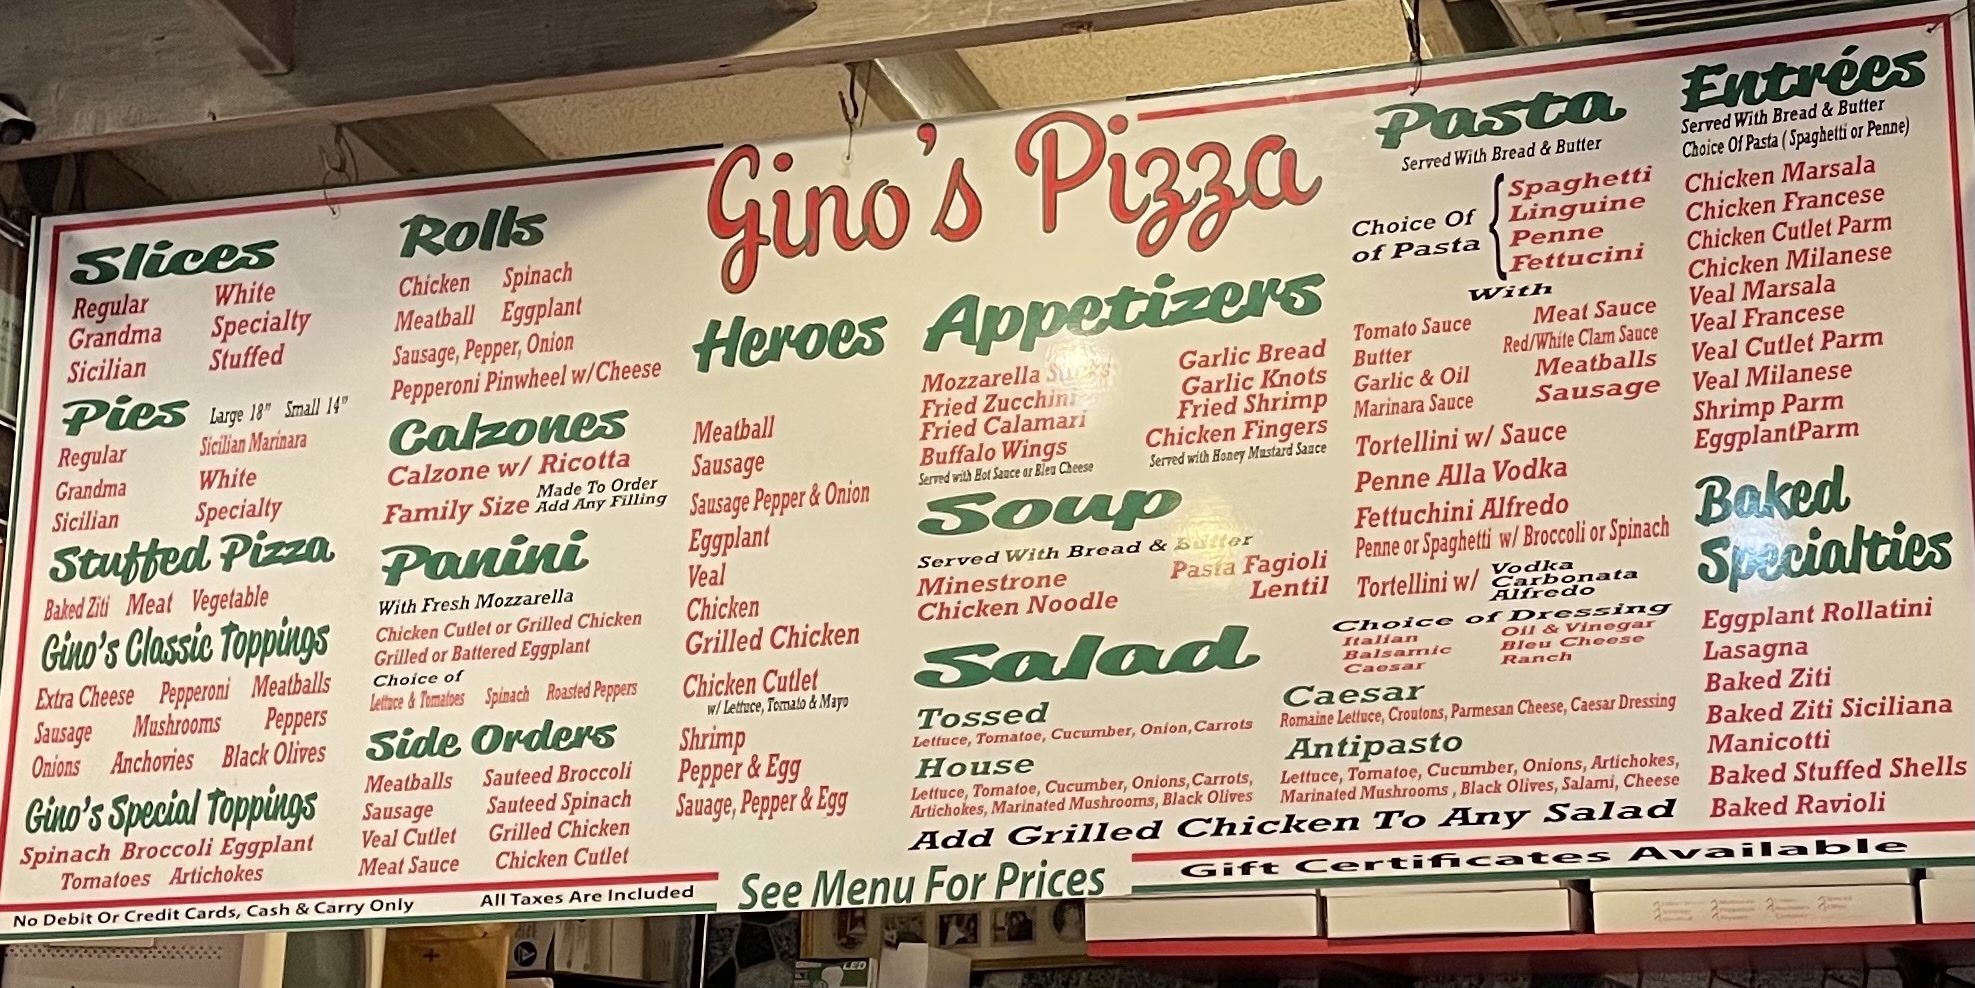 Gino's Pizza
Slices
Regular White
Grandma Specialty
Sicilian Stuffed
Pies Large 18" Small 14"
Regular Sicilian Marinara
Grandma White
Sicilian Specialty
Stuffed Pizza
Baked Ziti Meat Vegetable
Gino's Classic Toppings
Extra Cheese Pepperoni Meatballs
Sausage Mushrooms Peppers
Onions Anchovies Black Olives
Gino's Special Toppings
Spinach Broccoli Eggplant
Tomatoes Artichokes
No Debit Or Credit Cards, Cash & Carry Only
All Taxes Are Included
Rolls
Chicken Spinach
Meatball Eggplant
Sausage, Pepper, Onion
Pepperoni Pinwheel w/Cheese
Calzones
Calzone w/ Ricotta
Family Size Made To Order
Add Any Filling
Panini
With Fresh Mozzarella
Chicken Cutlet or Grilled Chicken
Grilled or Battered Eggplant
Choice of
Lettuce & Tomatoes Spinach Roasted Peppers
Side Orders
Meatballs Sauteed Broccoli
Sausage Sauteed Spinach
Veal Cutlet Grilled Chicken
Meat Sauce Chicken Cutlet
Heroes
Meatball
Sausage
Sausage Pepper & Onion
Eggplant
Veal
Chicken
Grilled Chicken
Chicken Cutlet
w/ Lettuce, Tomato & Mayo
Shrimp
Pepper & Egg
Sauage, Pepper & Egg
See Menu For Prices
Appetizers
Mozzarella Sticks Garlic Bread
Fried Zucchini Garlic Knots
Fried Calamari Fried Shrimp
Buffalo Wings Chicken Fingers
Served with Hot Sauce or Bleu Cheese Served with Honey Mustard Sauce
Soup
Served With Bread & Butter
Minestrone Pasta Fagioli
Chicken Noodle Lentil
Salad
Tossed
Lettuce, Tomatoe, Cucumber, Onion, Carrots
House
Lettuce, Tomatoe, Cucumber, Onions, Carrots,
Artichokes, Marinated Mushrooms, Black Olives
Choice of Dressing
Italian Oil & Vinegar
Balsamic Bleu Cheese
Caesar Ranch
Caesar
Romaine Lettuce, Croutons, Parmesan Cheese, Caesar Dressing
Antipasto
Lettuce, Tomatoe, Cucumber, Onions, Artichokes,
Marinated Mushrooms , Black Olives, Salami, Cheese
Add Grilled Chicken To Any Salad
Pasta
Served With Bread & Butter
Choice Of
of Pasta
Spaghetti
Linguine
Penne
Fettucini
With
Tomato Sauce Meat Sauce
Butter Red/White Clam Sauce
Garlic & Oil Meatballs
Marinara Sauce Sausage
Tortellini w/ Sauce
Penne Alla Vodka
Fettuchini Alfredo
Penne or Spaghetti w/ Broccoli or Spinach
Tortellini w/ Vodka
Carbonata
Alfredo
Entrées
Served With Bread & Butter
Choice Of Pasta ( Spaghetti or Penne)
Chicken Marsala
Chicken Francese
Chicken Cutlet Parm
Chicken Milanese
Veal Marsala
Veal Francese
Veal Cutlet Parm
Veal Milanese
Shrimp Parm
EggplantParm
Baked
Specialties
Eggplant Rollatini
Lasagna
Baked Ziti
Baked Ziti Siciliana
Manicotti
Baked Stuffed Shells
Baked Ravioli
Gift Certificates Available
LED